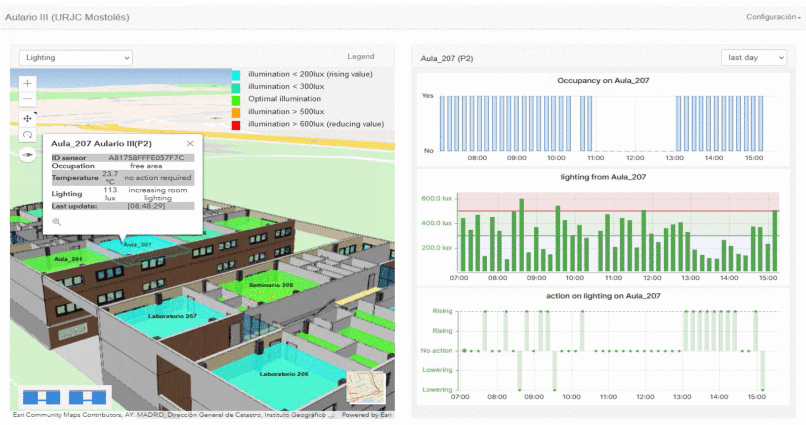 Aulario III (URJC Mostolés)
Configuración
Lighting
Legend
illumination < 200lux (rising value)
illumination < 300lux
Optimal illumination
illumination > 500lux
illumination > 600lux (reducing value)
Aula_207 Aulario III(P2)
ID sensor A81758FFFE057F7C
Occupation free area
Temperature 23.7 °C no action required
Lighting 113 lux increasing room lighting
Last update: [08:48:29]
Aula_207
Aula_201
Seminario 208
Laboratorio 207
Laboratorio 206
Esri Community Maps Contributors, AY. MADRID, Dirección General de Catastro, Instituto Geográfico ... Powered by Esri
Aula_207 (P2)
last day
Occupancy on Aula_207
Yes
No
08:00 09:00 10:00 11:00 12:00 13:00 14:00 15:00
lighting from Aula_207
600.0 lux
400.0 lux
200.0 lux
07:00 08:00 09:00 10:00 11:00 12:00 13:00 14:00 15:00
action on lighting on Aula_207
Rising
Rising
No action
Lowering
Lowering
07:00 08:00 09:00 10:00 11:00 12:00 13:00 14:00 15:00